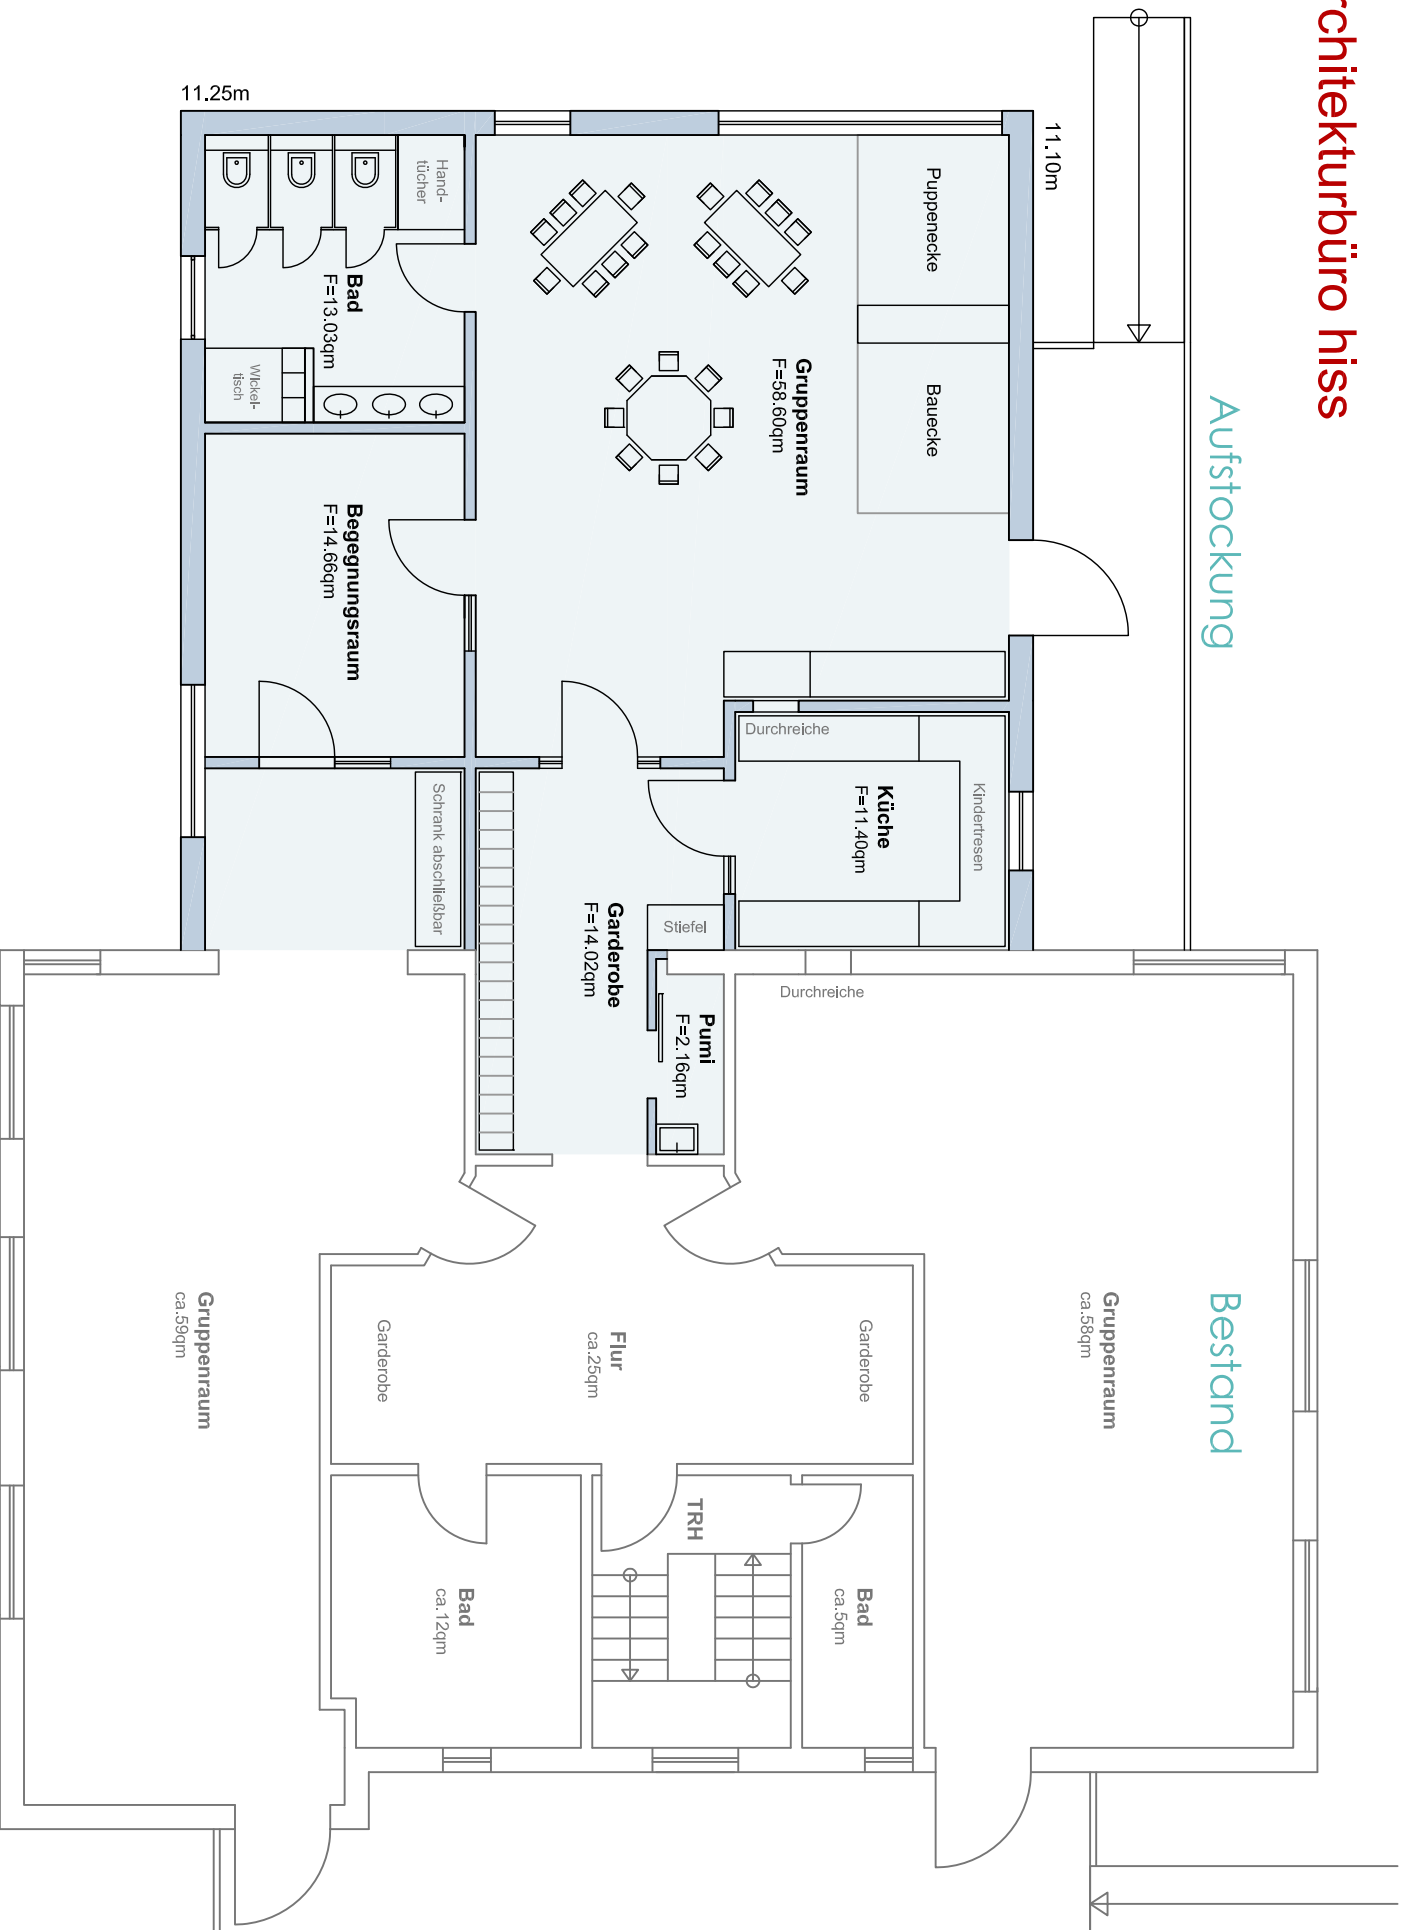 rchitekturbüro hiss
Aufstockung
Bestand
11.25m
11.10m
Puppenecke
Bauecke
Gruppenraum
F=58.60qm
Hand-
tücher
Bad
F=13.03qm
Wickel-
tisch
Begegnungsraum
F=14.66qm
Durchreiche
Kindertresen
Küche
F=11.40qm
Schrank abschließbar
Garderobe
F=14.02qm
Stiefel
Pumi
F=2.16qm
Durchreiche
Gruppenraum
ca.58qm
Garderobe
Flur
ca.25qm
Garderobe
Gruppenraum
ca.59qm
TRH
Bad
ca.5qm
Bad
ca.12qm